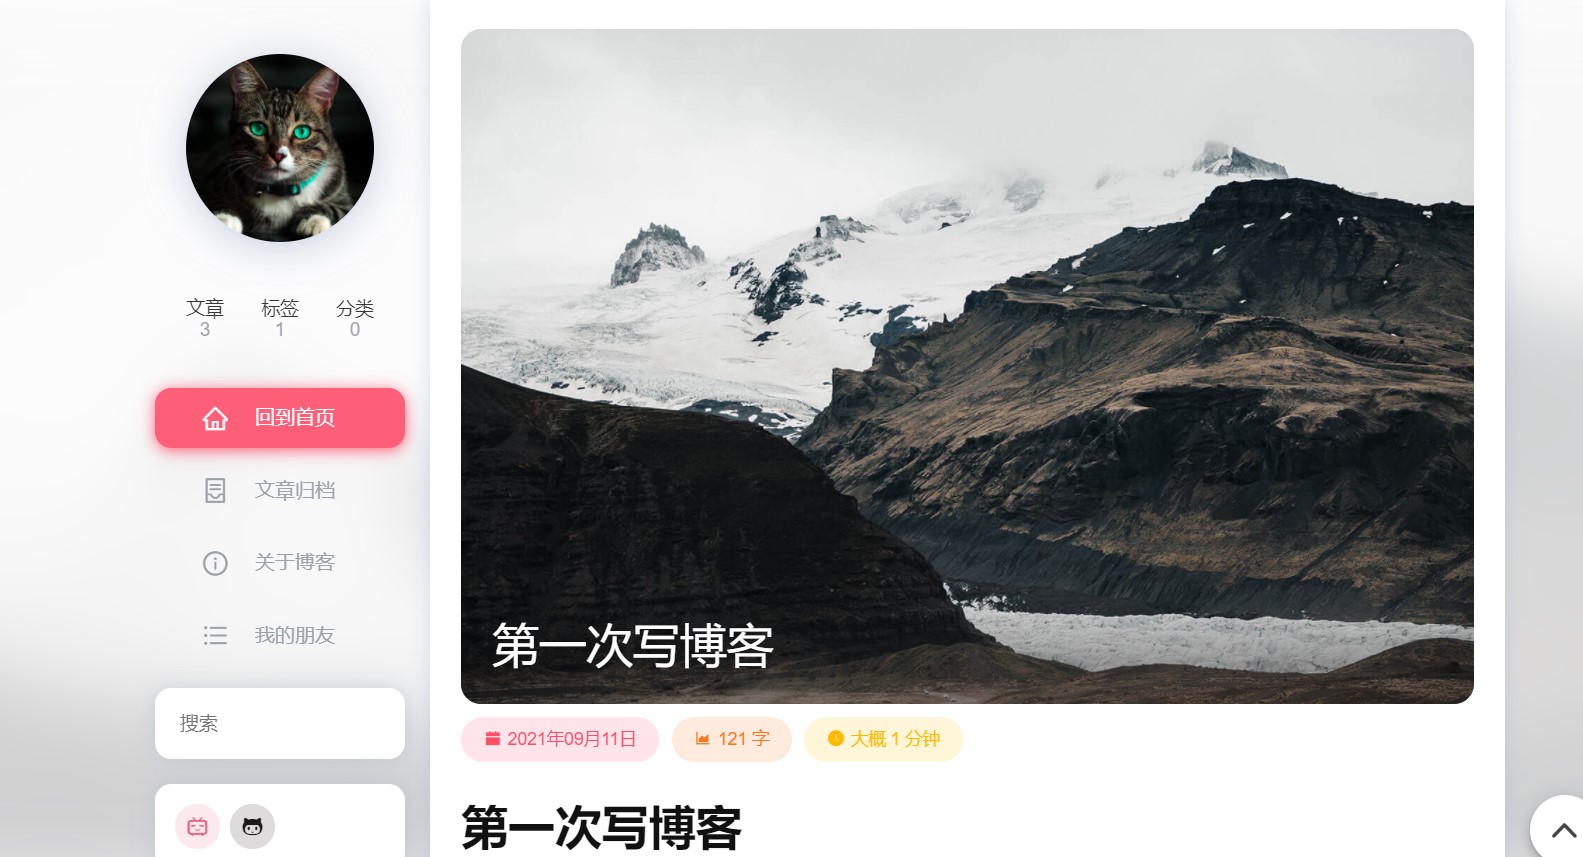 文章
标签
分类
3
1
0
回到首页
文章归档
关于博客
我的朋友
搜索
第一次写博客
2021年09月11日
121 字
大概 1 分钟
第一次写博客